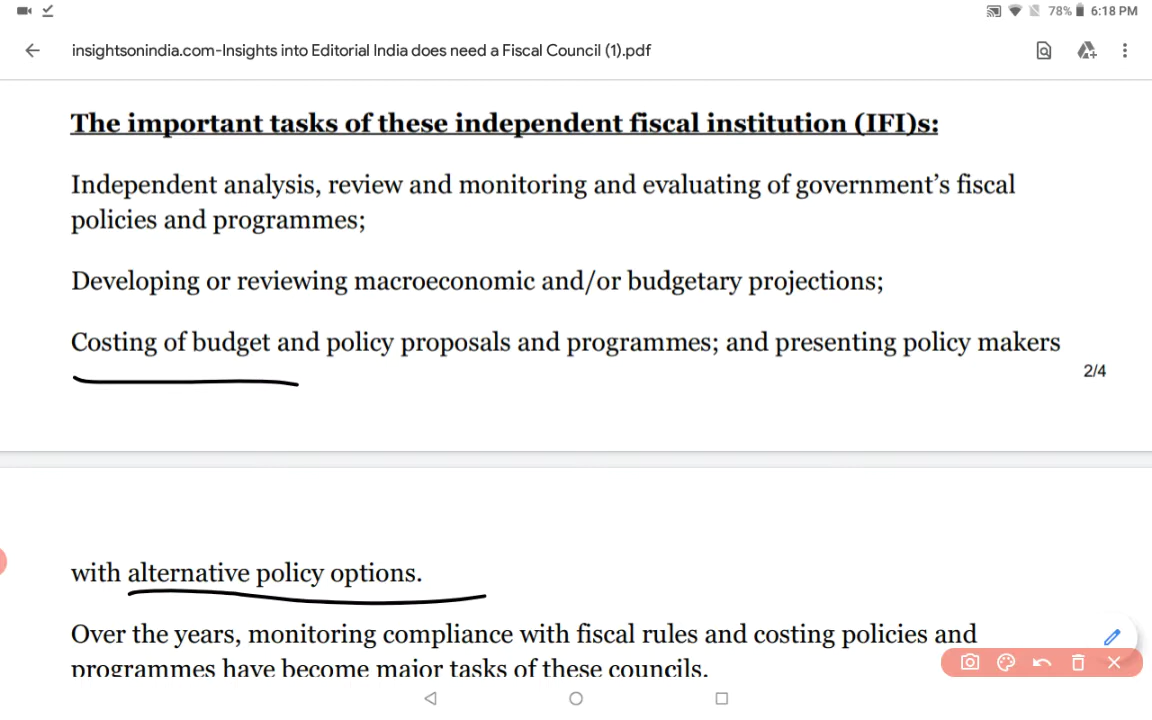 78% 6:18 PM
insightsonindia.com-Insights into Editorial India does need a Fiscal Council (1).pdf
The important tasks of these independent fiscal institution (IFI)s:
Independent analysis, review and monitoring and evaluating of government’s fiscal
policies and programmes;
Developing or reviewing macroeconomic and/or budgetary projections;
Costing of budget and policy proposals and programmes; and presenting policy makers
2/4
with alternative policy options.
Over the years, monitoring compliance with fiscal rules and costing policies and
programmes have become major tasks of these councils.